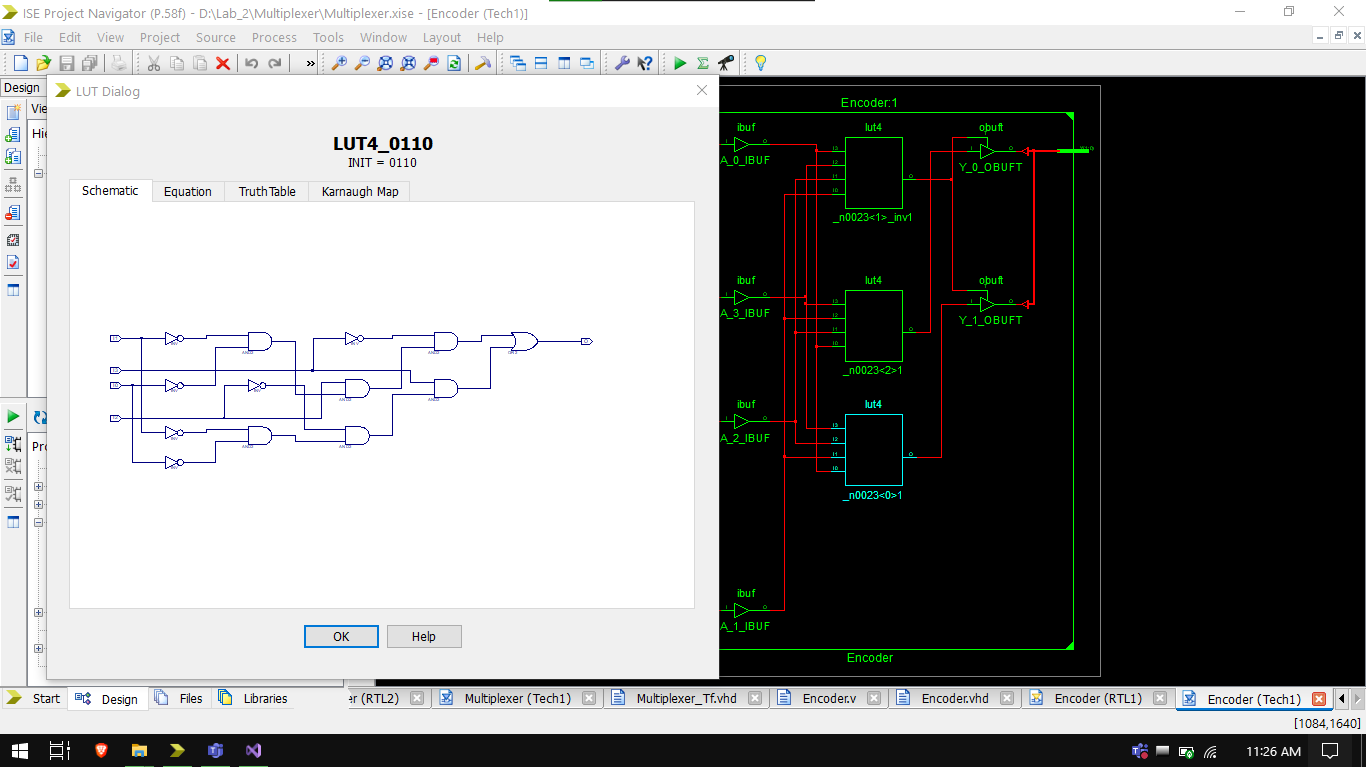 ISE Project Navigator (P.58f) - D:\Lab_2\Multiplexer\Multiplexer.xise - [Encoder (Tech1)]
File Edit View Project Source Process Tools Window Layout Help
»
Design
Vie
Hie
LUT Dialog
LUT4_0110
INIT = 0110
Schematic Equation TruthTable Karnaugh Map
OK Help
Encoder:1
ibuf lut4 obuft
A_0_IBUF
Y_0_OBUFT
_n0023<1>_inv1
ibuf lut4 obuft
A_3_IBUF
Y_1_OBUFT
_n0023<2>1
ibuf lut4
A_2_IBUF
_n0023<0>1
ibuf
A_1_IBUF
Encoder
Start Design Files Libraries
er (RTL2) Multiplexer (Tech1) Multiplexer_Tf.vhd Encoder.v Encoder.vhd Encoder (RTL1) Encoder (Tech1)
[1084,1640]
11:26 AM